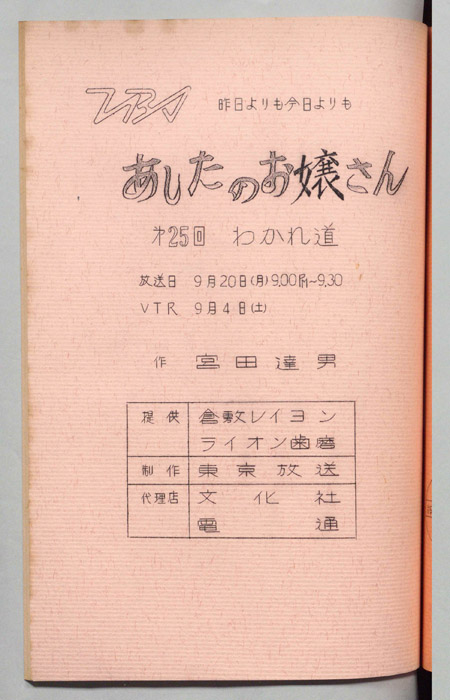 TBS 昨日よりも今日よりも
あしたのお嬢さん
才25回 わかれ道
放送日 9月20日(月)9.00PM~9.30
VTR 9月4日(土)
作 宮田達男
提供 倉敷レイヨン
ライオン歯磨
制作 東京放送
代理店 文化社
電通